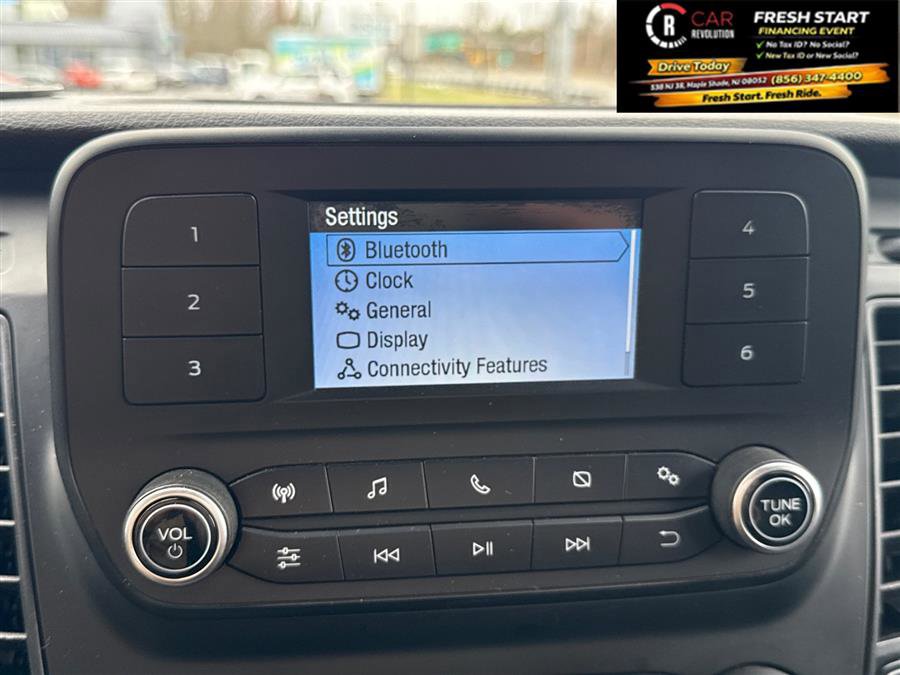 R CAR
REVOLUTION
FRESH START
FINANCING EVENT
✓ No Tax ID? No Social?
✓ New Tax ID or New Social?
Drive Today
538 NJ 38, Maple Shade, NJ 08052 (856) 347-4400
Fresh Start. Fresh Ride.
Settings
Bluetooth
Clock
General
Display
Connectivity Features
1
2
3
4
5
6
VOL
TUNE
OK